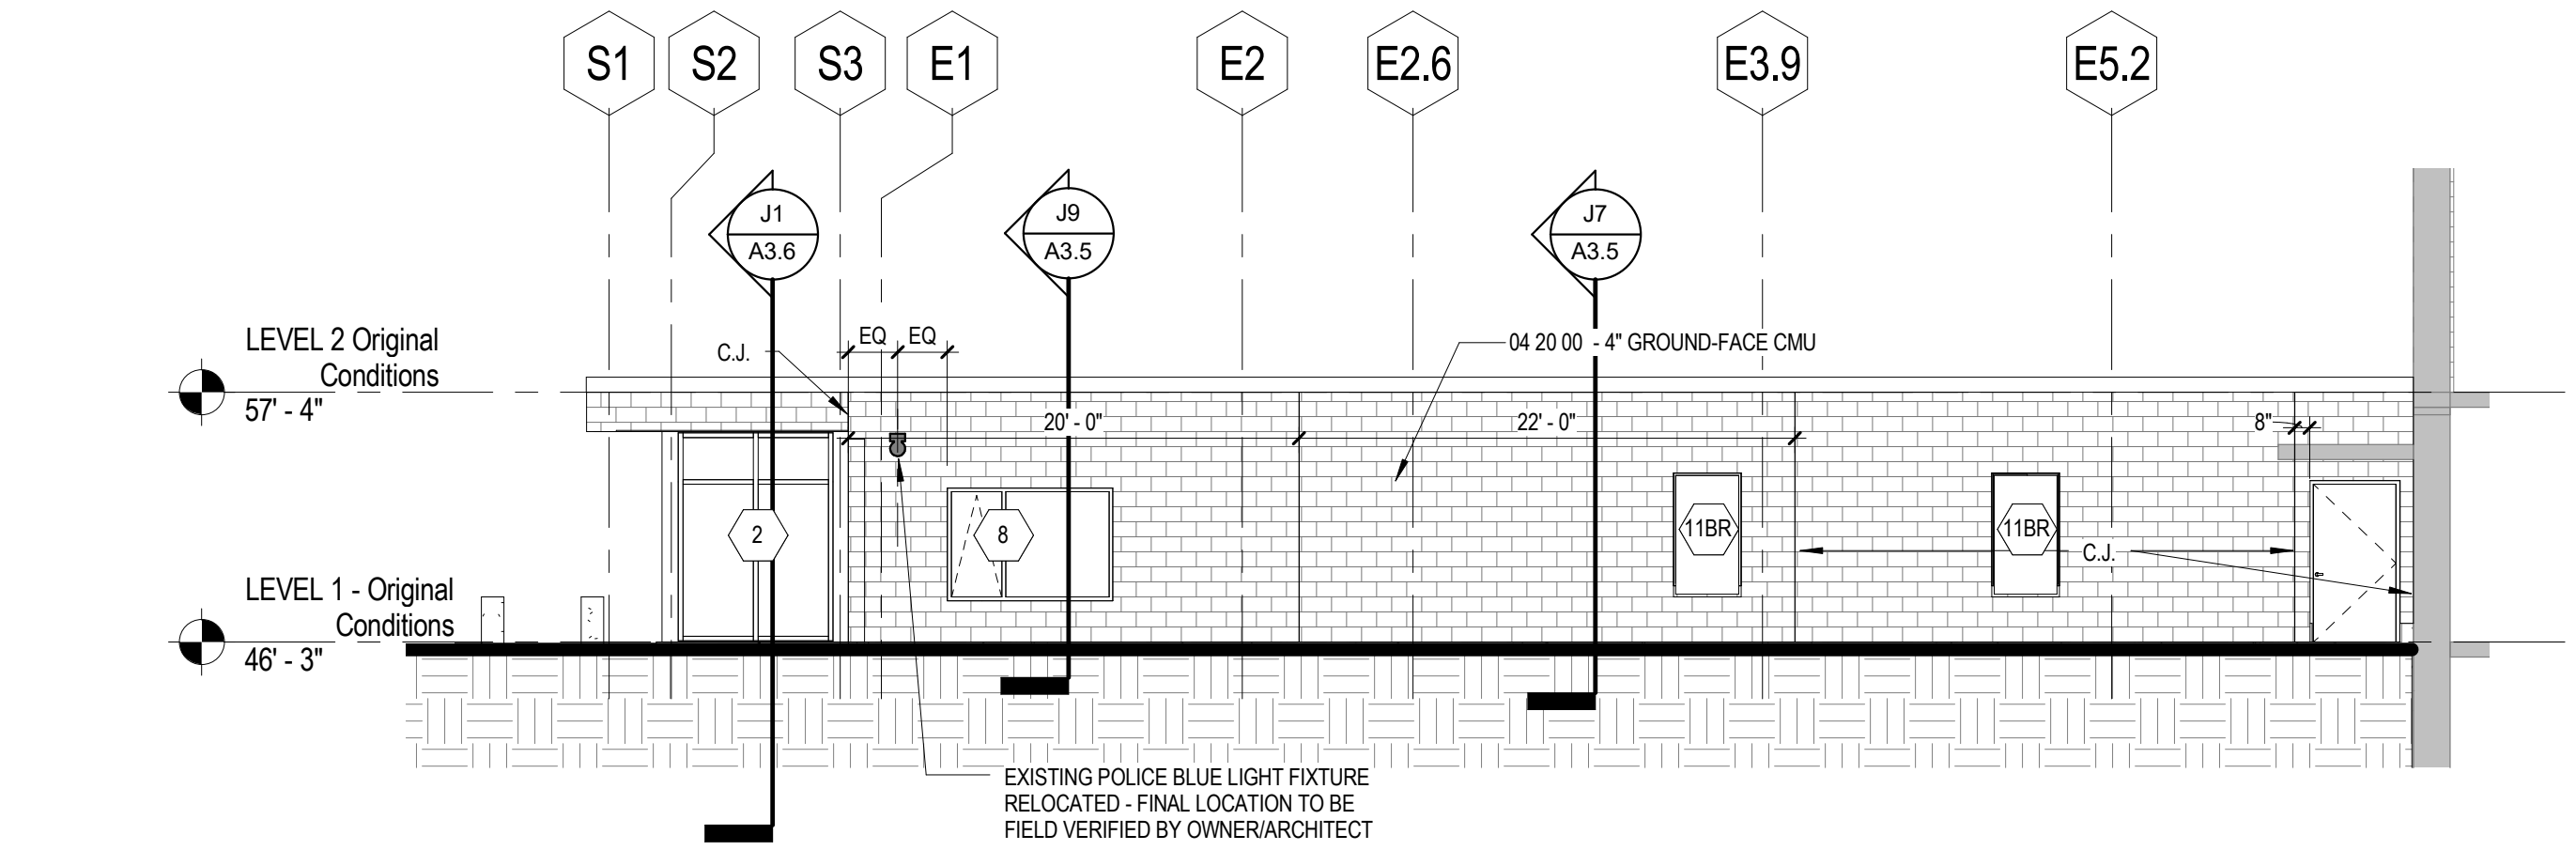 S1
S2
S3
E1
E2
E2.6
E3.9
E5.2
J1
A3.6
J9
A3.5
J7
A3.5
LEVEL 2 Original
Conditions
57' - 4"
C.J.
EQ
EQ
04 20 00 - 4" GROUND-FACE CMU
20' - 0"
22' - 0"
8"
2
8
11BR
11BR
C.J.
LEVEL 1 - Original
Conditions
46' - 3"
EXISTING POLICE BLUE LIGHT FIXTURE
RELOCATED - FINAL LOCATION TO BE
FIELD VERIFIED BY OWNER/ARCHITECT